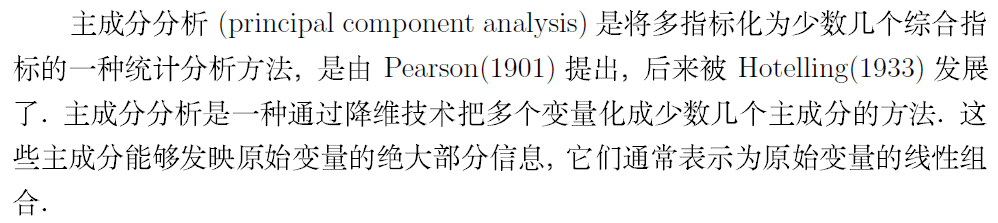 主成分分析 (principal component analysis) 是将多指标化为少数几个综合指
标的一种统计分析方法, 是由 Pearson(1901) 提出, 后来被 Hotelling(1933) 发展
了. 主成分分析是一种通过降维技术把多个变量化成少数几个主成分的方法. 这
些主成分能够发映原始变量的绝大部分信息, 它们通常表示为原始变量的线性组
合.